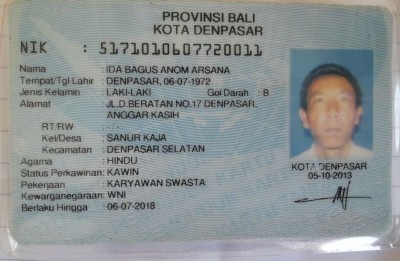 PROVINSI BALI
KOTA DENPASAR
NIK : 5171010607720011
Nama : IDA BAGUS ANOM ARSANA
Tempat/Tgl Lahir : DENPASAR, 06-07-1972
Jenis Kelamin : LAKI-LAKI Gol Darah : B
Alamat : JL.D.BERATAN NO.17 DENPASAR.
ANGGAR KASIH
RT/RW :
Kel/Desa : SANUR KAJA
Kecamatan : DENPASAR SELATAN
Agama : HINDU
Status Perkawinan : KAWIN
Pekerjaan : KARYAWAN SWASTA
Kewarganegaraan : WNI
Berlaku Hingga : 06-07-2018
KOTA DENPASAR
05-10-2013